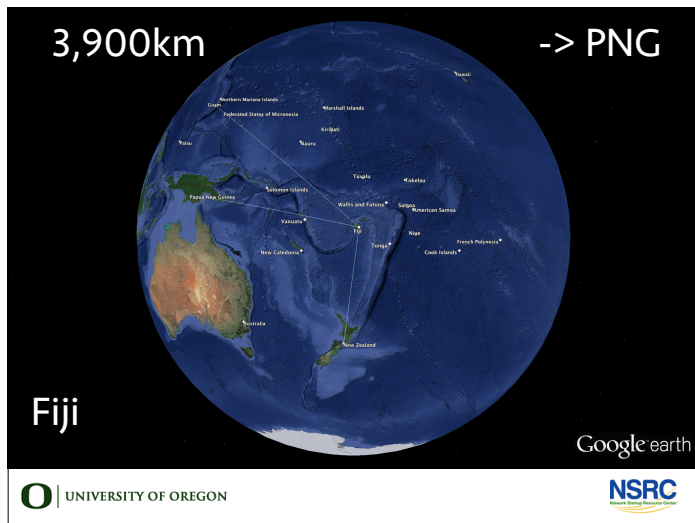 3,900km
-> PNG
Hawaii
Northern Mariana Islands
Guam
Marshall Islands
Federated States of Micronesia
Kiribati
Palau
Nauru
Tuvalu
Tokelau
Solomon Islands
Papua New Guinea
Wallis and Futuna
Samoa
American Samoa
Vanuatu
Fiji
Niue
French Polynesia
Tonga
New Caledonia
Cook Islands
Australia
New Zealand
Fiji
Google earth
O UNIVERSITY OF OREGON
NSRC
Network Startup Resource Center